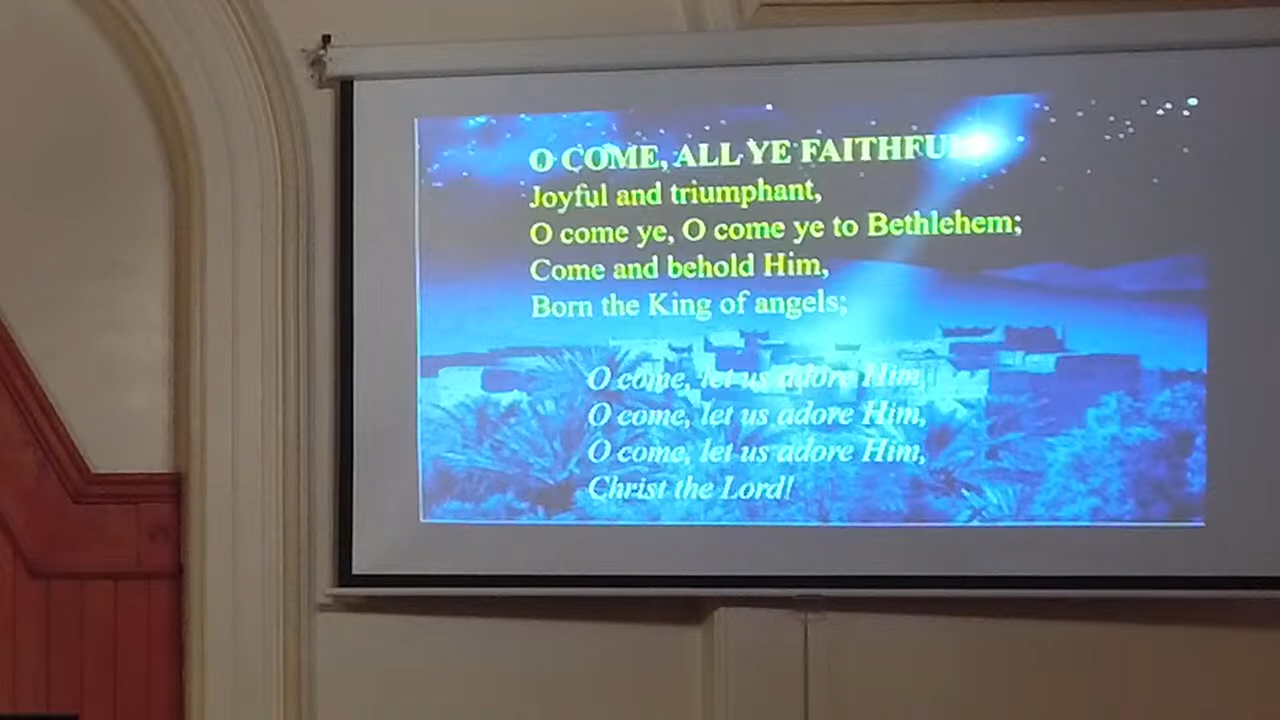 O COME, ALL YE FAITHFUL
Joyful and triumphant,
O come ye, O come ye to Bethlehem;
Come and behold Him,
Born the King of angels;
O come, let us adore Him,
O come, let us adore Him,
O come, let us adore Him,
Christ the Lord!